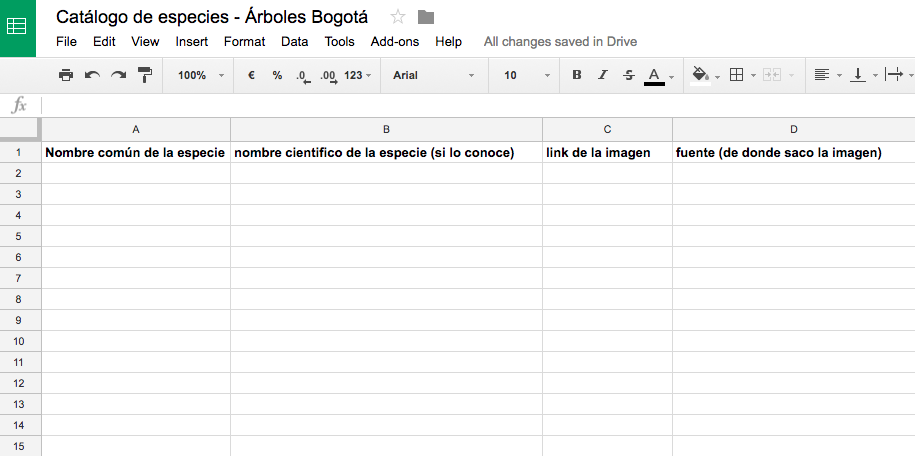 Catálogo de especies - Árboles Bogotá
File Edit View Insert Format Data Tools Add-ons Help All changes saved in Drive
100% € % .0 .00 123 Arial 10 B I S A
fx
A B C D
1 Nombre común de la especie nombre cientifico de la especie (si lo conoce) link de la imagen fuente (de donde saco la imagen)
2
3
4
5
6
7
8
9
10
11
12
13
14
15